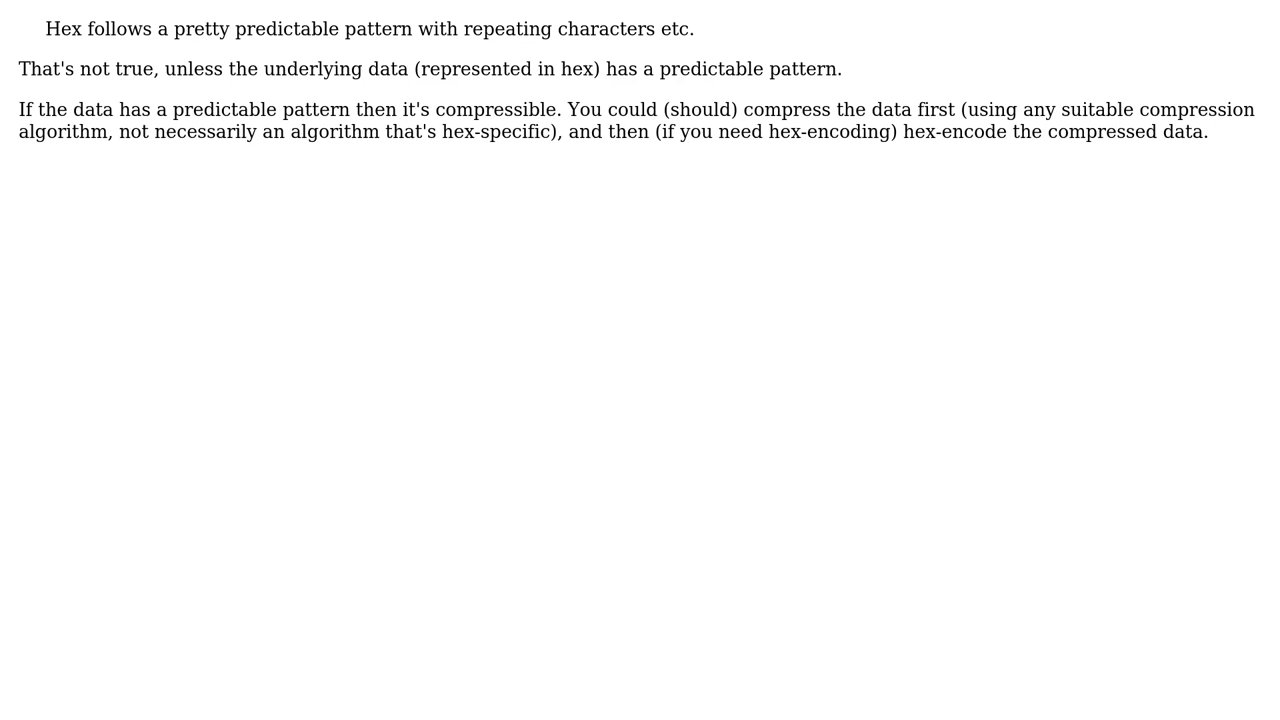 Hex follows a pretty predictable pattern with repeating characters etc.
That's not true, unless the underlying data (represented in hex) has a predictable pattern.
If the data has a predictable pattern then it's compressible. You could (should) compress the data first (using any suitable compression
algorithm, not necessarily an algorithm that's hex-specific), and then (if you need hex-encoding) hex-encode the compressed data.